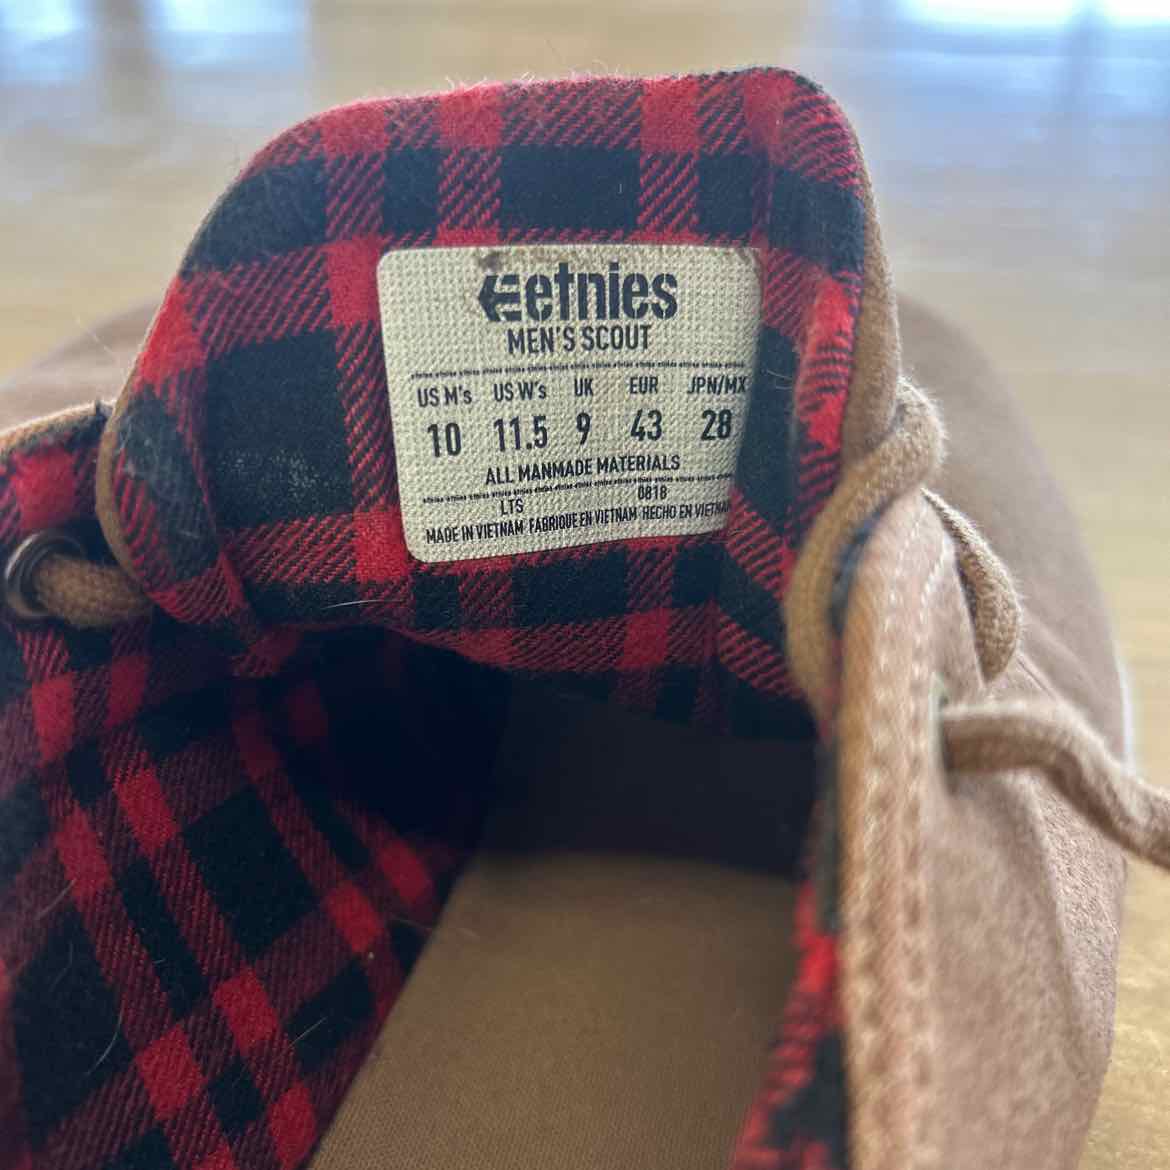 etnies
MEN'S SCOUT
US M's US W's UK EUR JPN/MX
10 11.5 9 43 28
ALL MANMADE MATERIALS
0818
LTS
MADE IN VIETNAM FABRIQUE EN VIETNAM HECHO EN VIETNAM